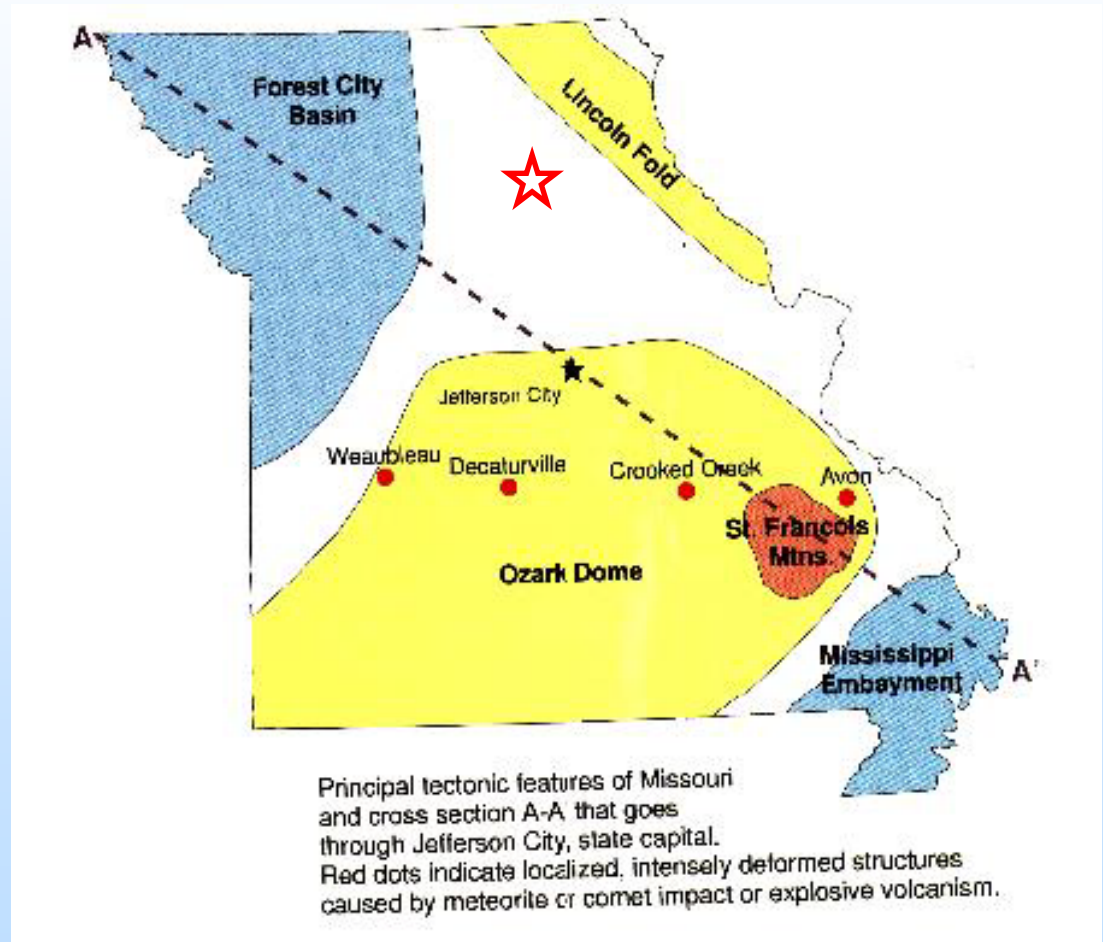 A
Forest City
Basin
Lincoln Fold
Jefferson City
Weaubleau
Decaturville
Crooked Creek
Avon
St. Francois
Mtns.
Ozark Dome
Mississippi
Embayment
A'
Principal tectonic features of Missouri
and cross section A-A' that goes
through Jefferson City, state capital.
Red dots indicate localized, intensely deformed structures
caused by meteorite or comet impact or explosive volcanism.